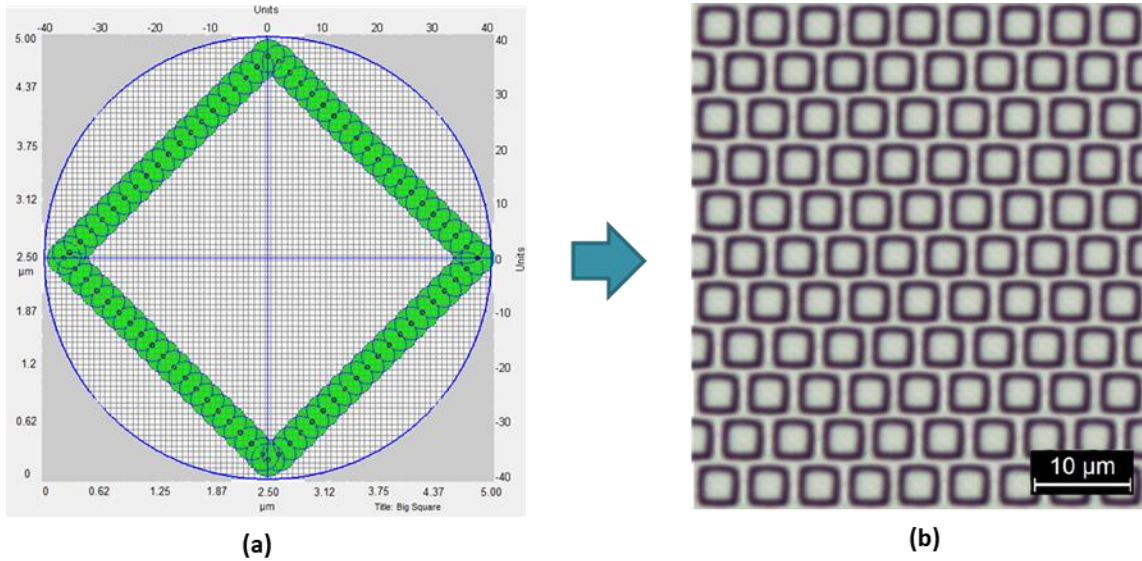 Units
-40 -30 -20 -10 0 10 20 30 40
5.00
4.37
3.75
3.12
2.50
μm
1.87
1.2
0.62
0
40
30
20
10
0
-10
-20
-30
-40
Units
0 0.62 1.25 1.87 2.50 3.12 3.75 4.37 5.00
μm
Title: Big Square
10 μm
(a)
(b)